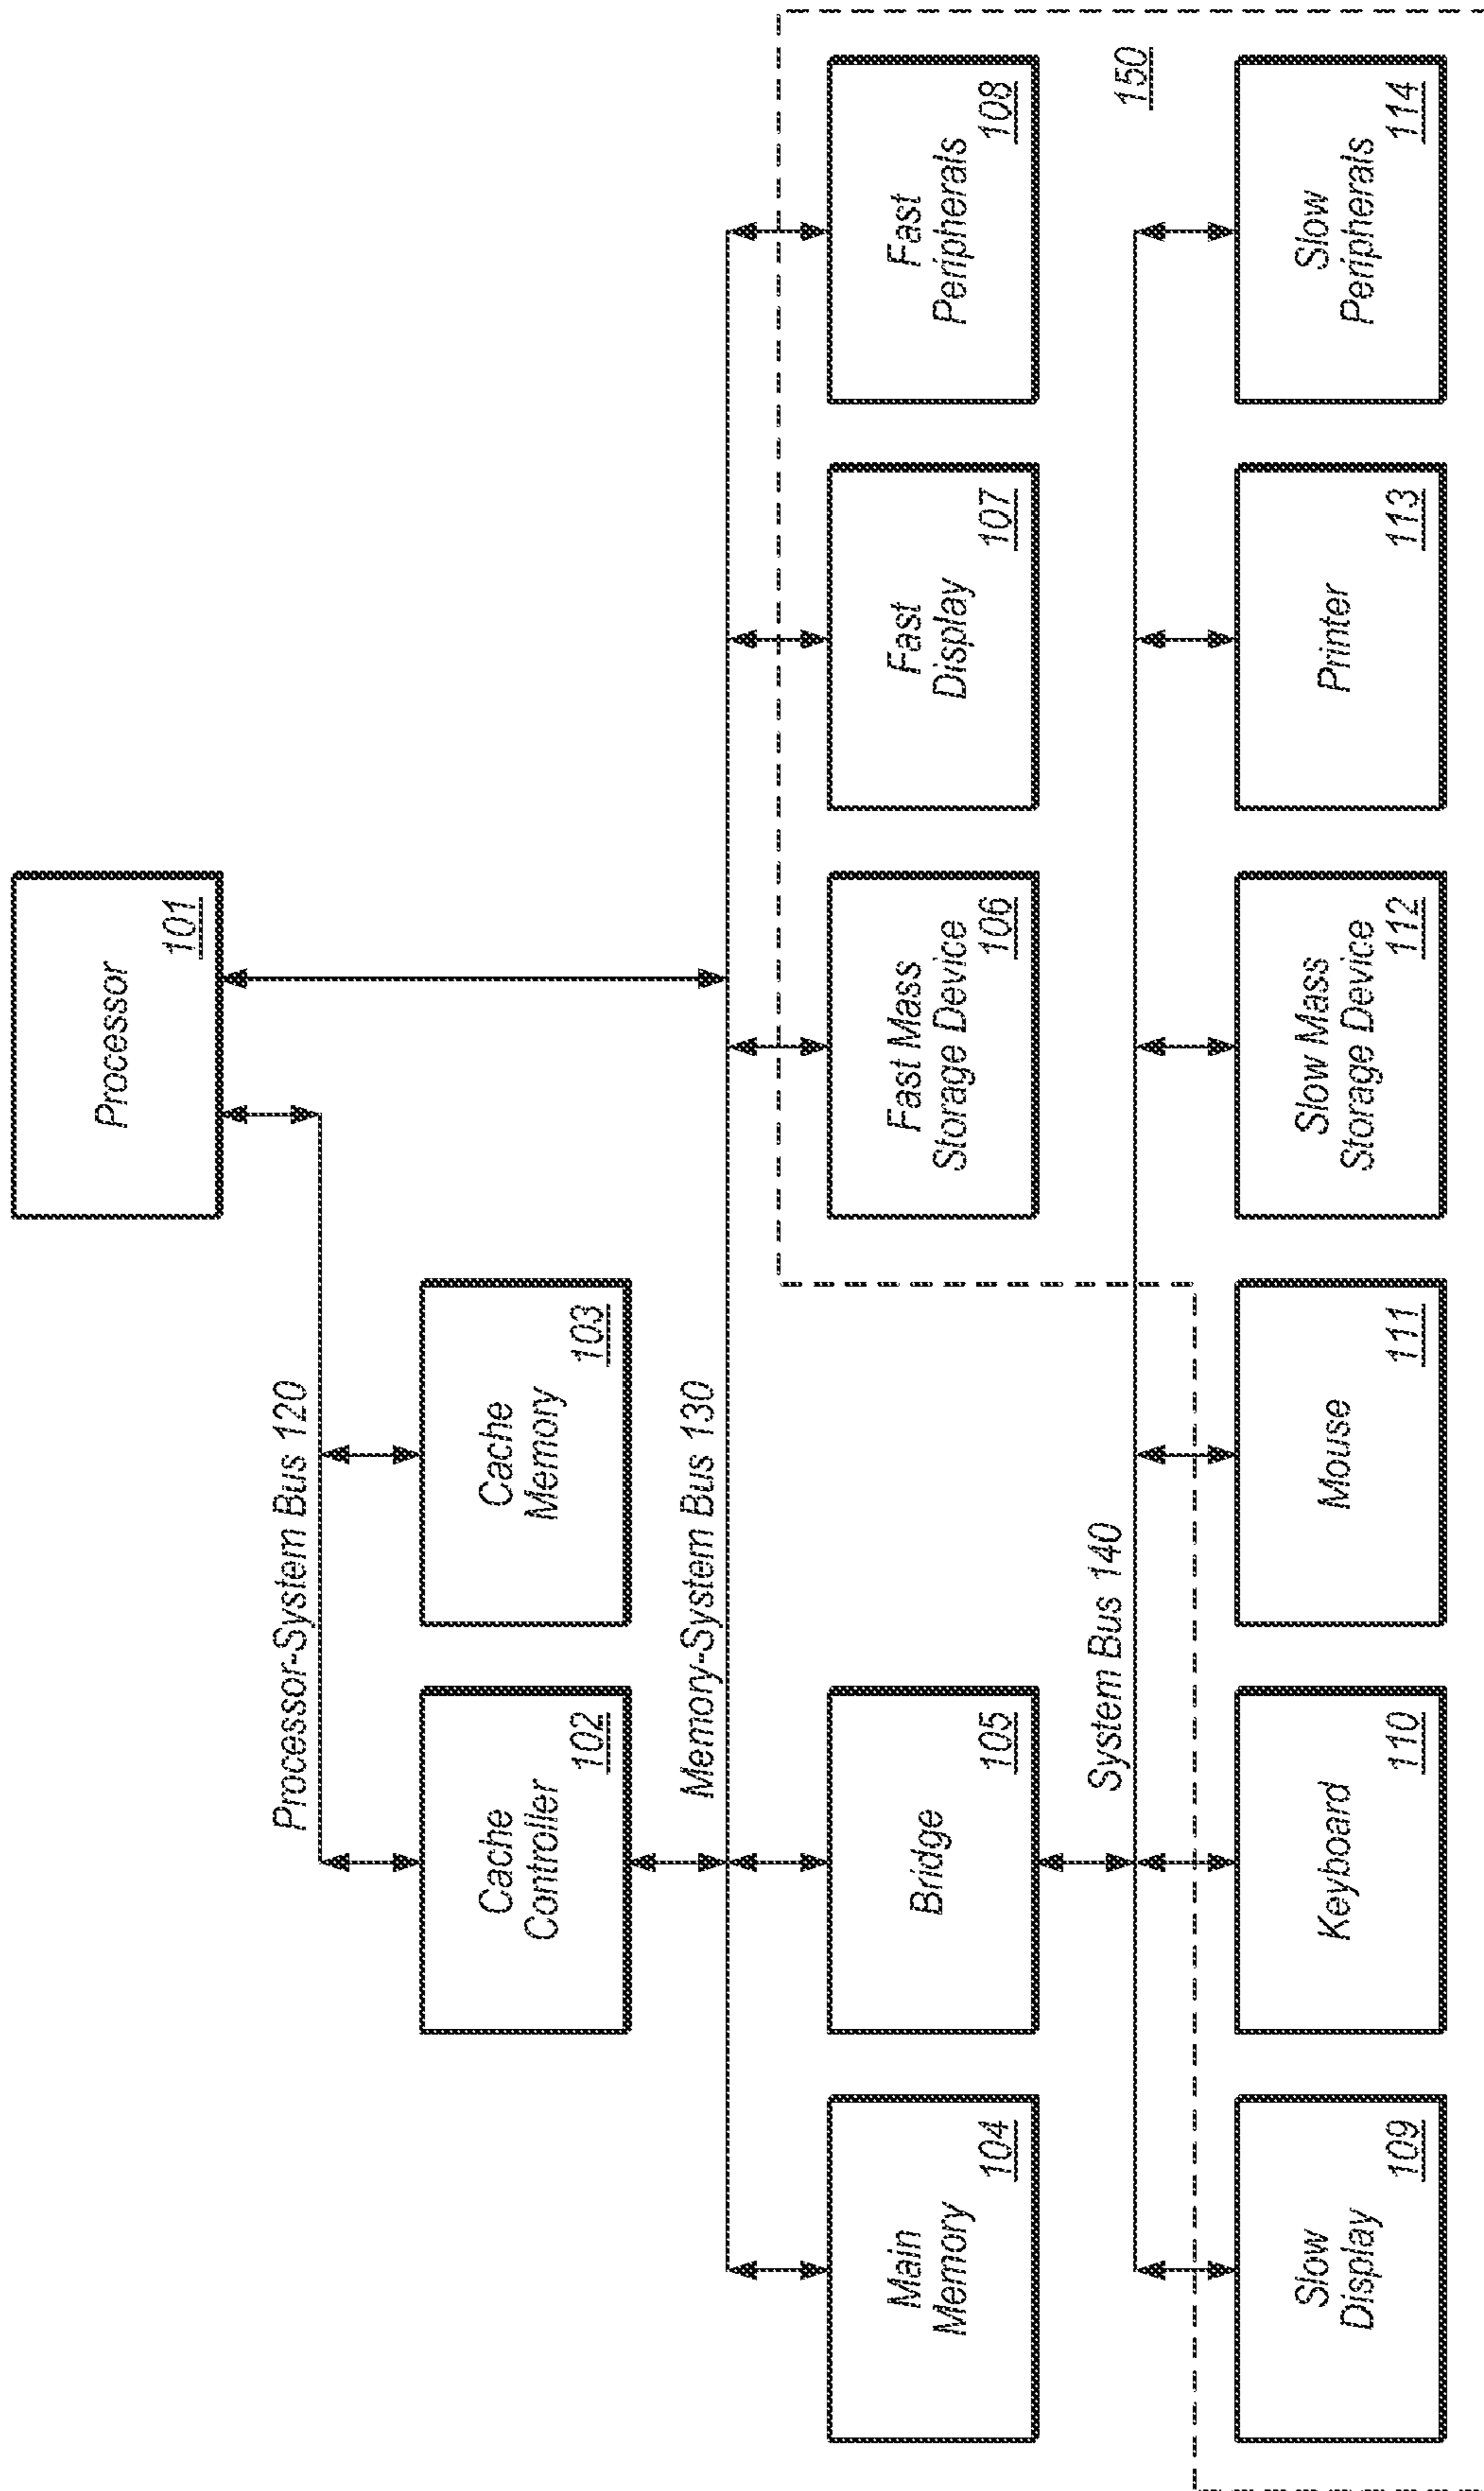 Processor
101
Processor-System Bus 120
Cache
Controller
102
Cache
Memory
103
Memory-System Bus 130
Main
Memory
104
Bridge
105
Fast Mass
Storage Device
106
Fast
Display
107
Fast
Peripherals
108
System Bus 140
150
Slow
Display
109
Keyboard
110
Mouse
111
Slow Mass
Storage Device
112
Printer
113
Slow
Peripherals
114